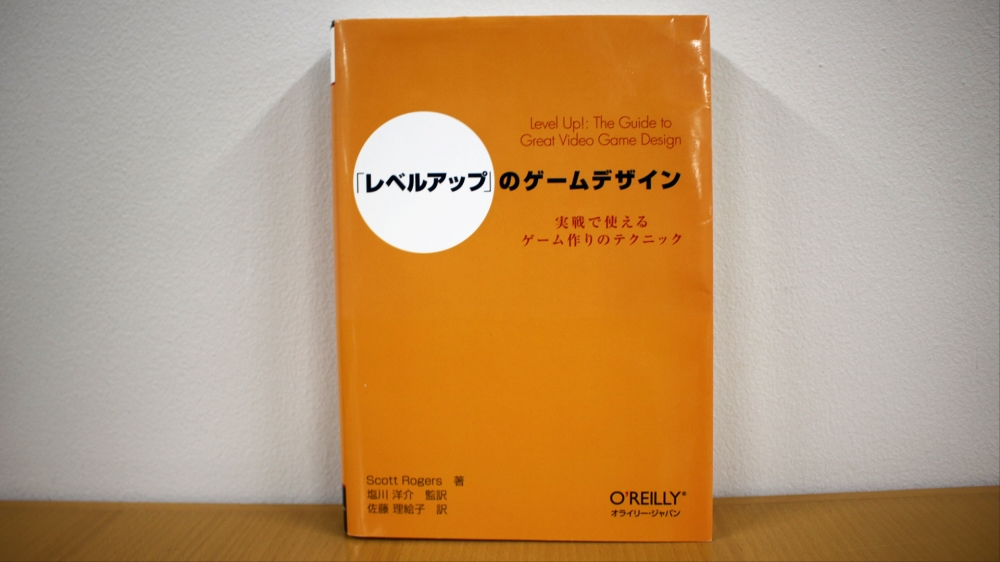 Level Up!: The Guide to
Great Video Game Design
「レベルアップ」のゲームデザイン
実戦で使える
ゲーム作りのテクニック
Scott Rogers 著
塩川 洋介 監訳
佐藤 理絵子 訳
O'REILLY®
オライリー・ジャパン